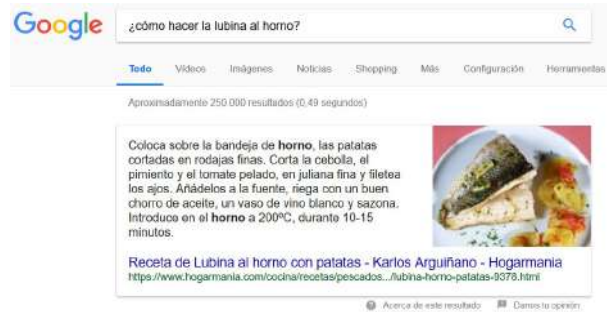 Google
¿cómo hacer la lubina al horno?
Todo Vídeos Imágenes Noticias Shopping Más Configuración Herramientas
Aproximadamente 250 000 resultados (0,49 segundos)
Coloca sobre la bandeja de horno, las patatas
cortadas en rodajas finas. Corta la cebolla, el
pimiento y el tomate pelado, en juliana fina y filetea
los ajos. Añádelos a la fuente, riega con un buen
chorro de aceite, un vaso de vino blanco y sazona.
Introduce en el horno a 200ºC, durante 10-15
minutos.
Receta de Lubina al horno con patatas - Karlos Arguiñano - Hogarmania
https://www.hogarmania.com/cocina/recetas/pescados.../lubina-horno-patatas-9378.html
Acerca de este resultado Danos tu opinión